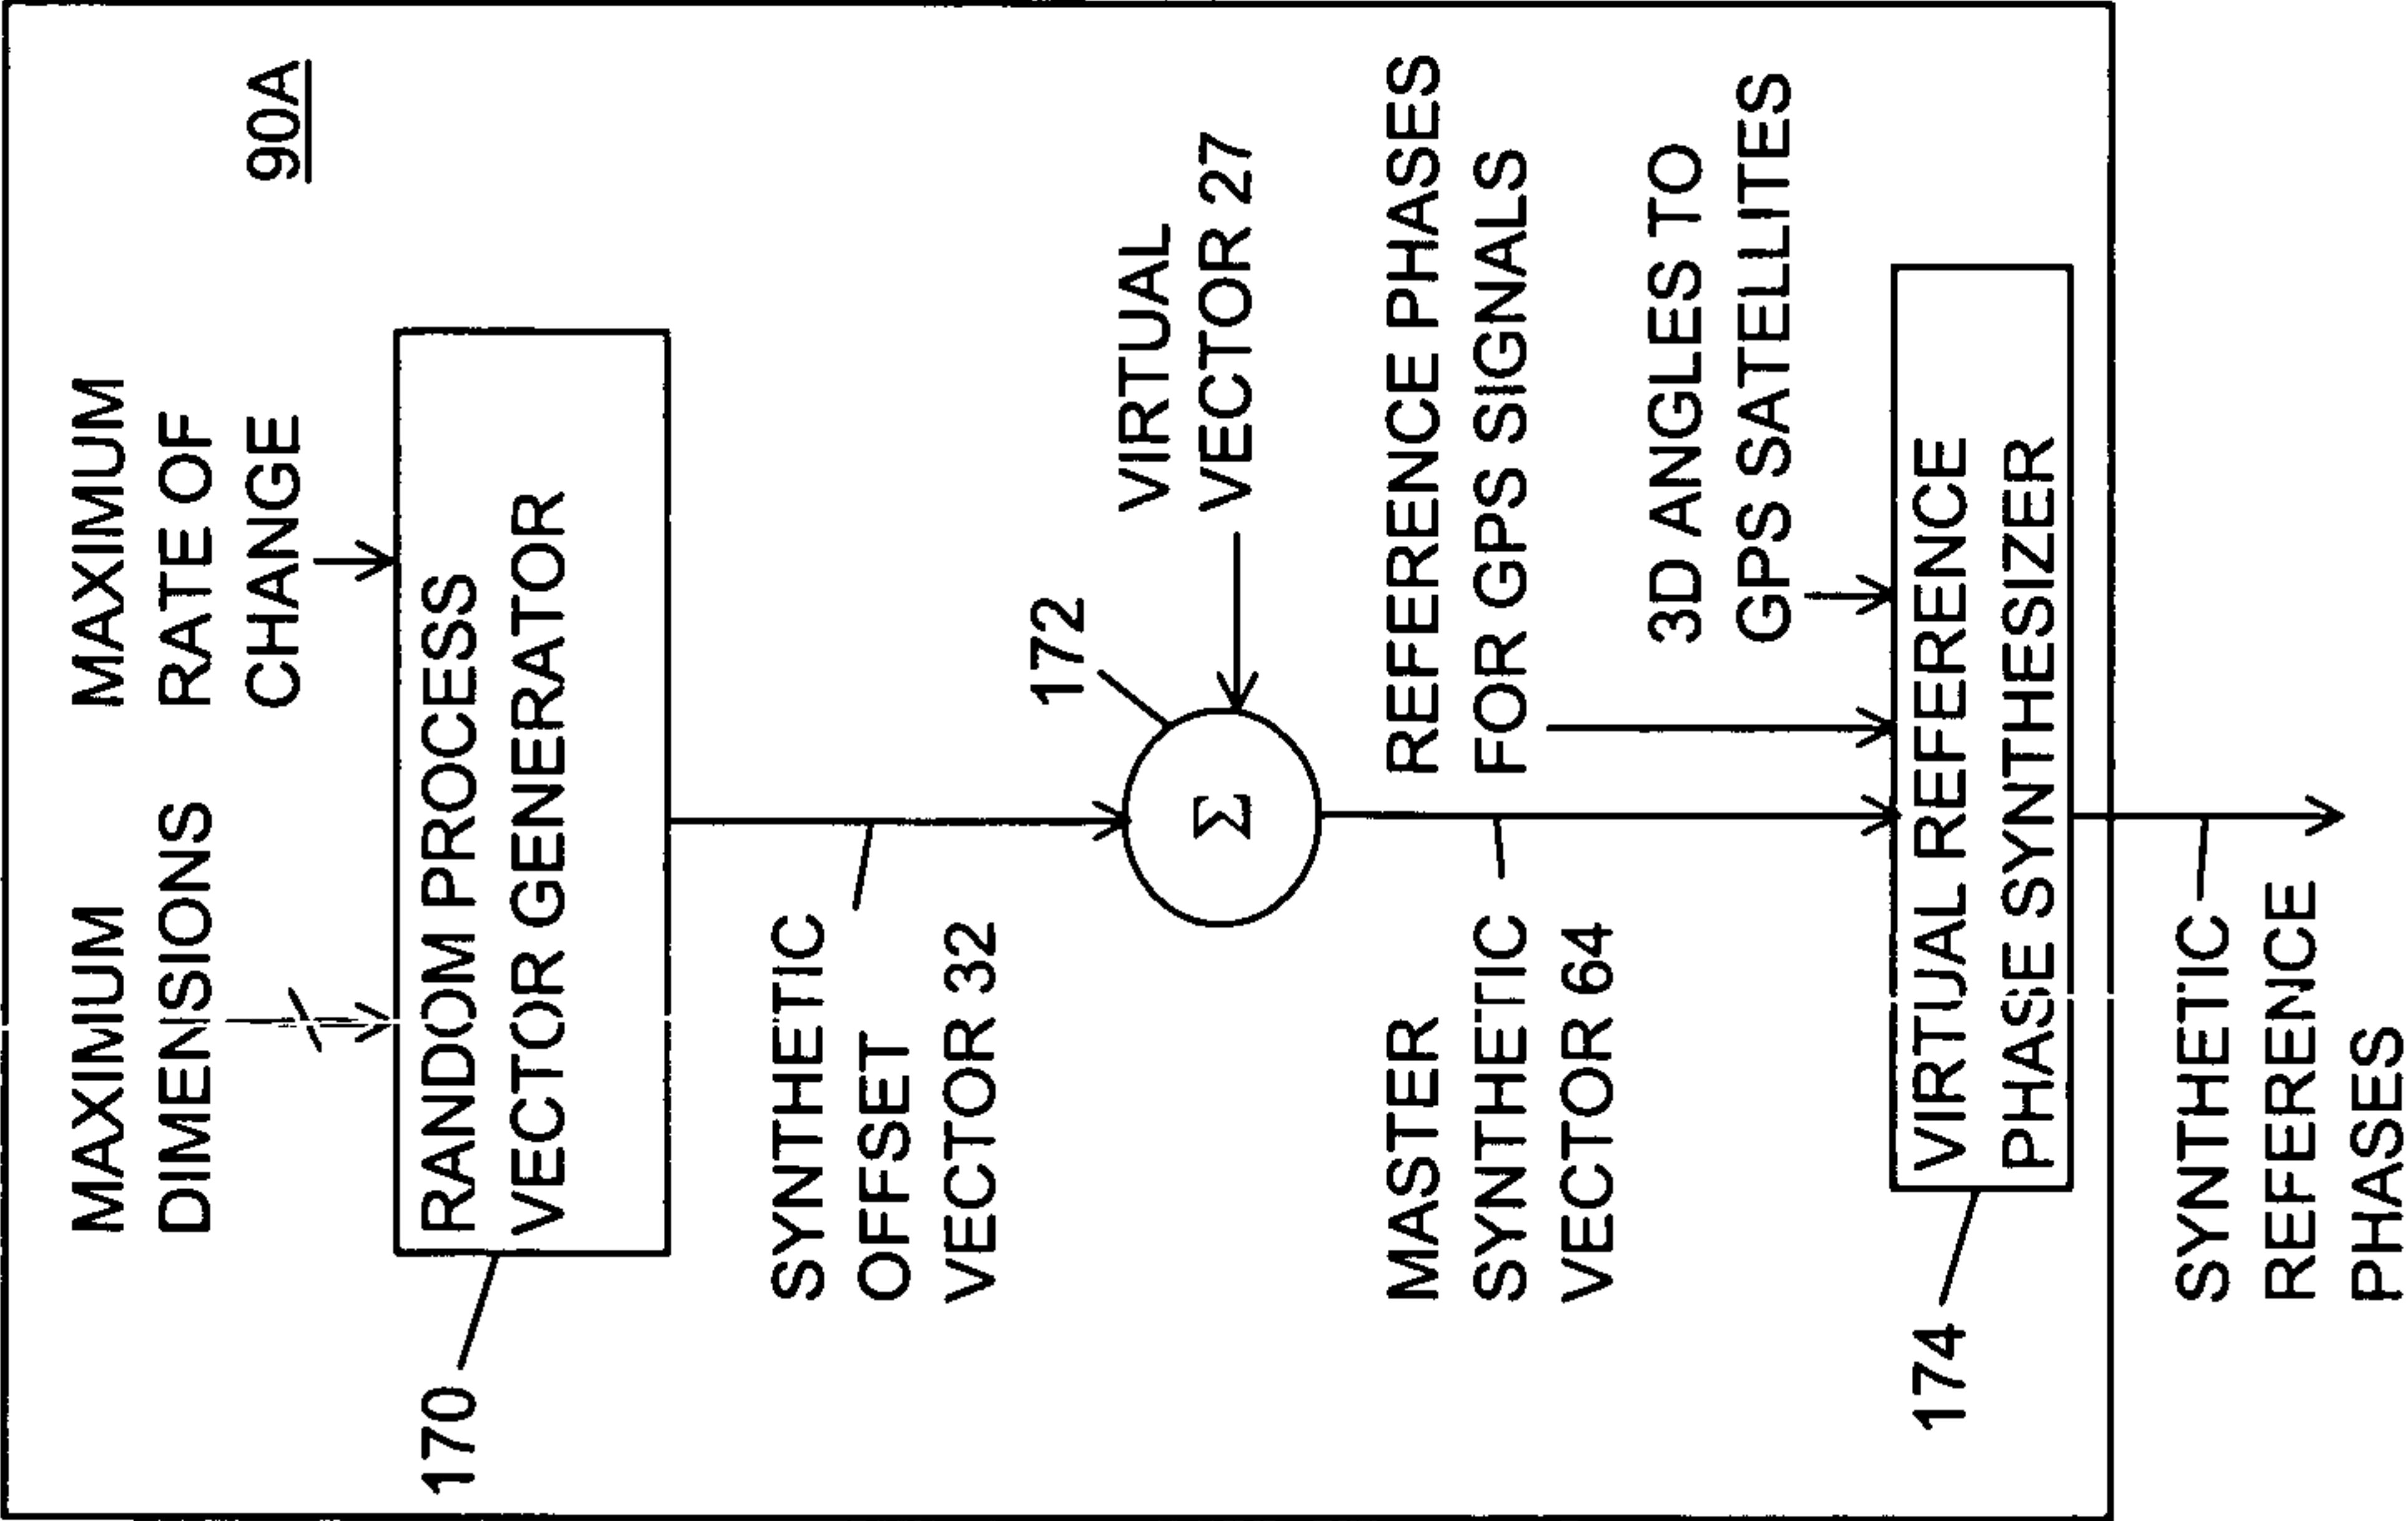 90A
MAXIMUM
DIMENSIONS
MAXIMUM
RATE OF
CHANGE
170
RANDOM PROCESS
VECTOR GENERATOR
SYNTHETIC
OFFSET
VECTOR 32
172
Σ
VIRTUAL
VECTOR 27
MASTER
SYNTHETIC
VECTOR 64
REFERENCE PHASES
FOR GPS SIGNALS
3D ANGLES TO
GPS SATELLITES
174
VIRTUAL REFERENCE
PHASE SYNTHESIZER
SYNTHETIC
REFERENCE
PHASES